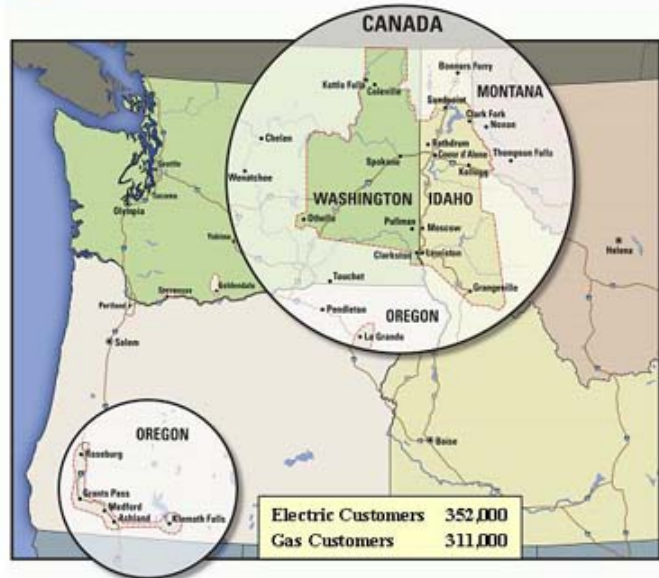 CANADA
Bonners Ferry
Kettle Falls
Colville
MONTANA
Sandpoint
Clark Fork
Noxon
Chelan
Rathdrum
Thompson Falls
Spokane
Coeur d'Alene
Kellogg
Seattle
Wenatchee
Tacoma
WASHINGTON
IDAHO
Olympia
Othello
Pullman
Moscow
Yakima
Helena
Clarkston
Lewiston
Touchet
Grangeville
Stevenson
Goldendale
Portland
Pendleton
OREGON
La Grande
Salem
OREGON
Boise
Roseburg
Grants Pass
Medford
Ashland
Klamath Falls
Electric Customers 352,000
Gas Customers 311,000